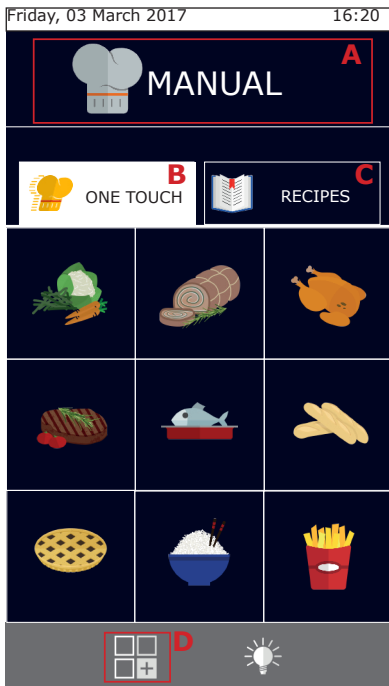 Friday, 03 March 2017 16:20
A
MANUAL
B
ONE TOUCH
C
RECIPES
D